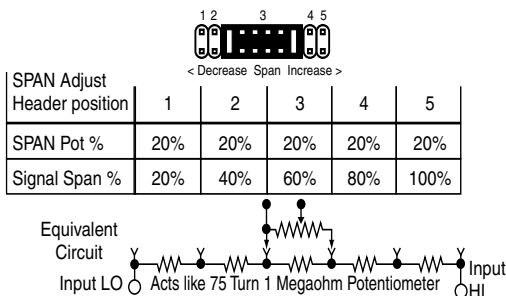 1 2 3 4 5
< Decrease Span Increase >
SPAN Adjust
Header position 1 2 3 4 5
SPAN Pot % 20% 20% 20% 20% 20%
Signal Span % 20% 40% 60% 80% 100%
Equivalent
Circuit
Input LO Acts like 75 Turn 1 Megaohm Potentiometer Input
HI